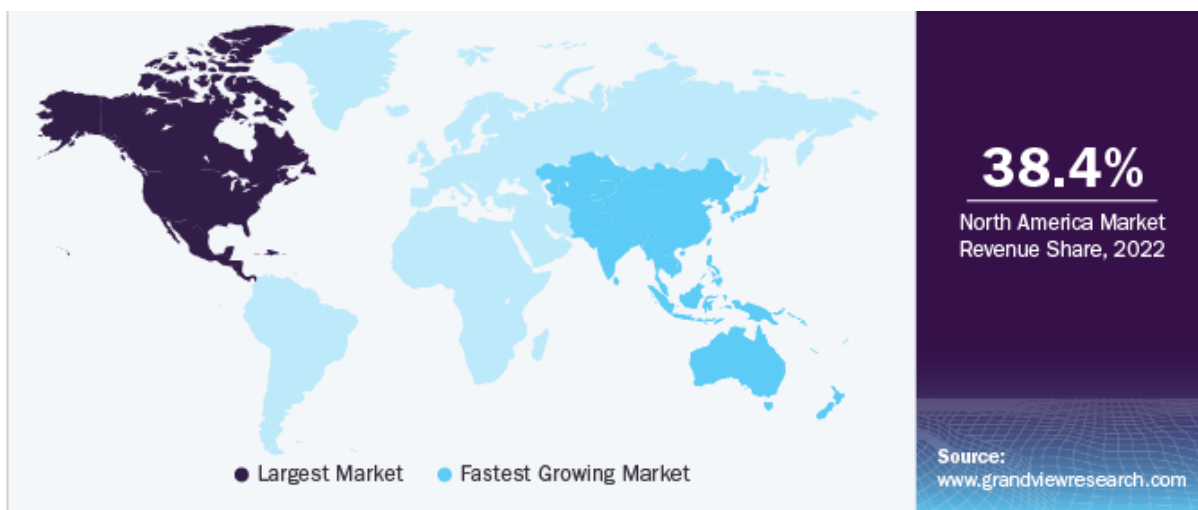 38.4%
North America Market
Revenue Share, 2022
Largest Market
Fastest Growing Market
Source:
www.grandviewresearch.com